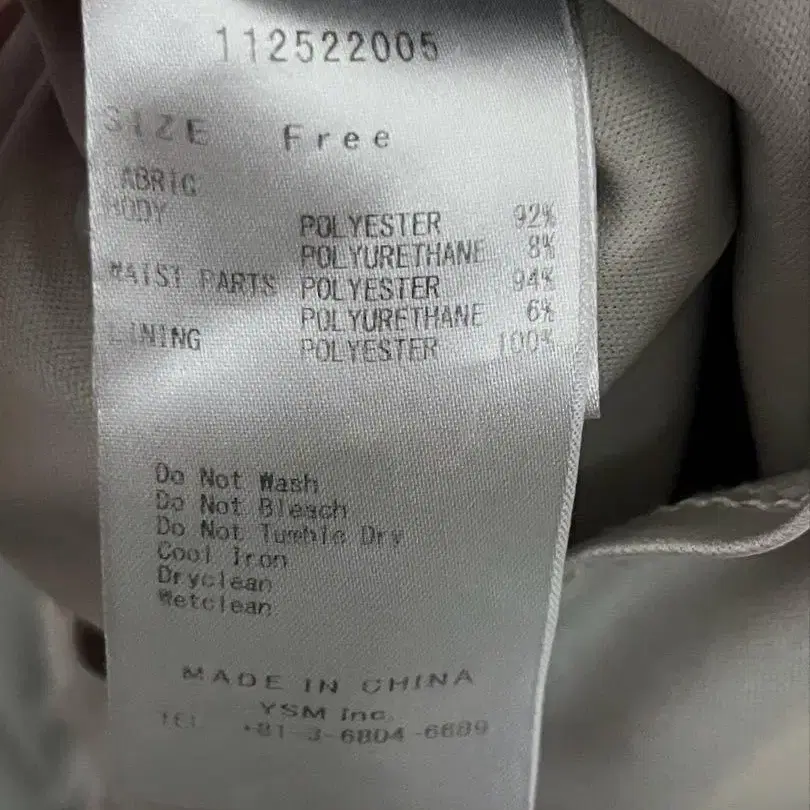 112522005
SIZE Free
FABRIC
BODY POLYESTER 92%
POLYURETHANE 8%
WAIST PARTS POLYESTER 94%
POLYURETHANE 6%
LINING POLYESTER 100%
Do Not Wash
Do Not Bleach
Do Not Tumble Dry
Cool Iron
Dryclean
Wetclean
MADE IN CHINA
YSM Inc.
TEL +81-3-6804-6689